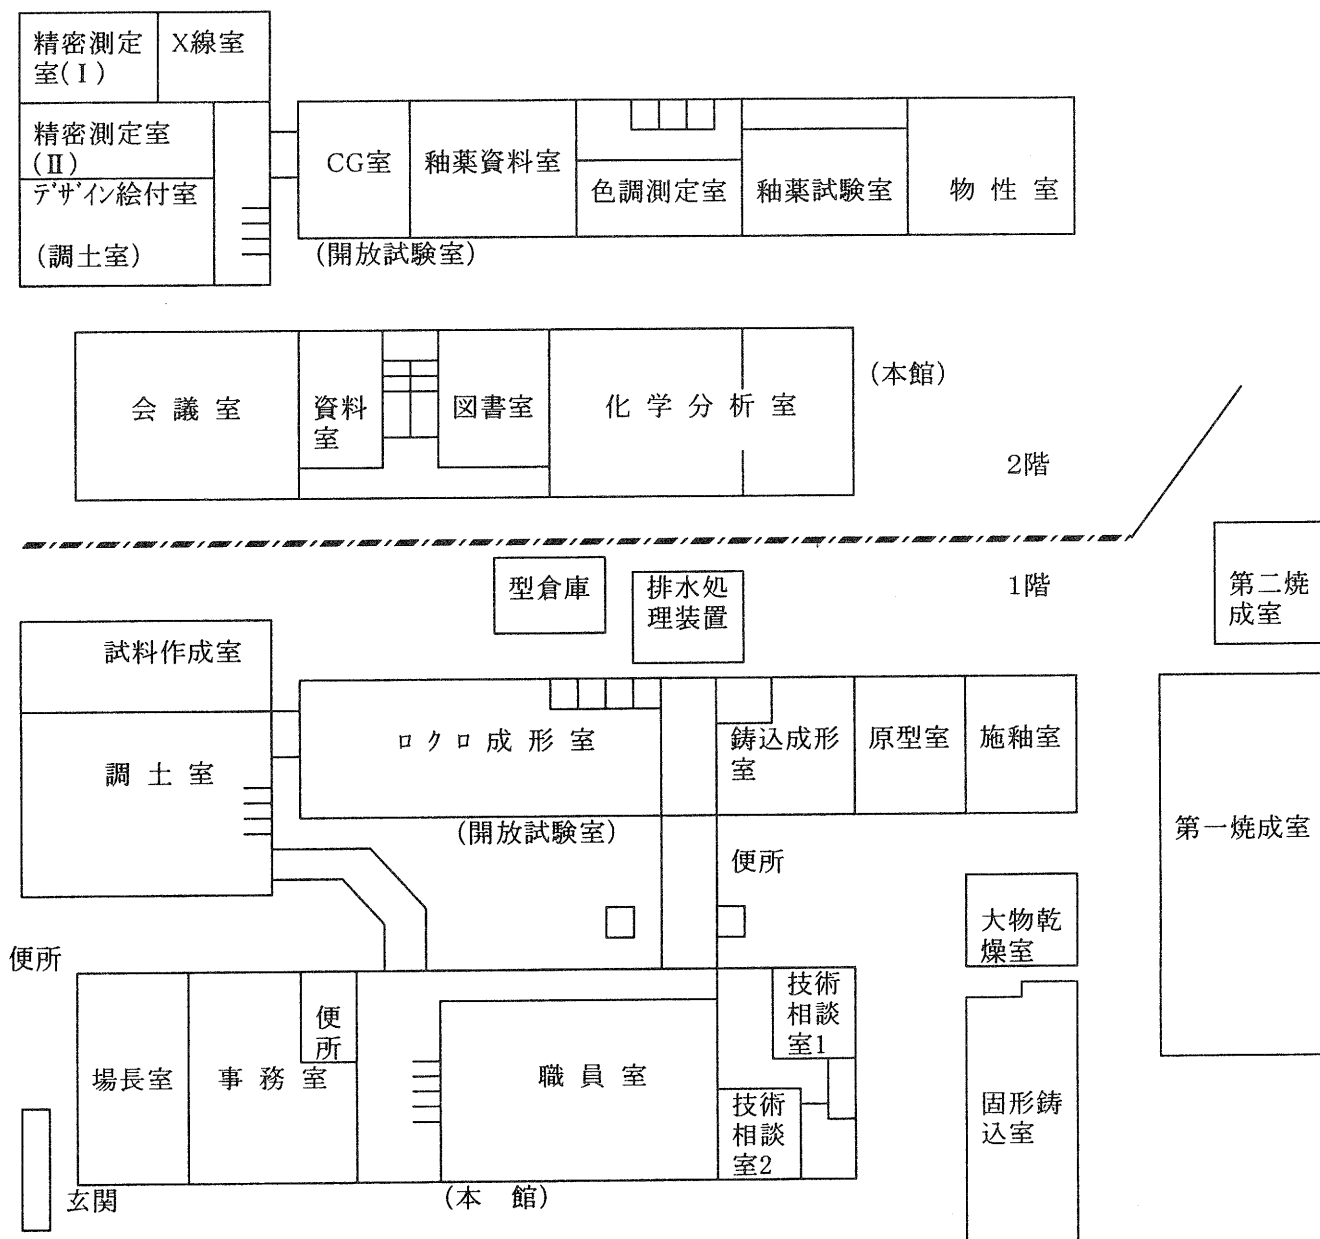 精密測定
室(Ⅰ)
X線室
精密測定室
(Ⅱ)
デザイン絵付室
(調土室)
CG室
釉薬資料室
色調測定室
釉薬試験室
物 性 室
(開放試験室)
会 議 室
資料
室
図書室
化 学 分 析 室
(本館)
2階
1階
型倉庫
排水処
理装置
第二焼
成室
試料作成室
調 土 室
ロ ク ロ 成 形 室
鋳込成形
室
原型室
施釉室
(開放試験室)
第一焼成室
便所
大物乾
燥室
便所
場長室
事 務 室
便
所
職 員 室
技術
相談
室1
技術
相談
室2
固形鋳
込室
玄関
(本 館)